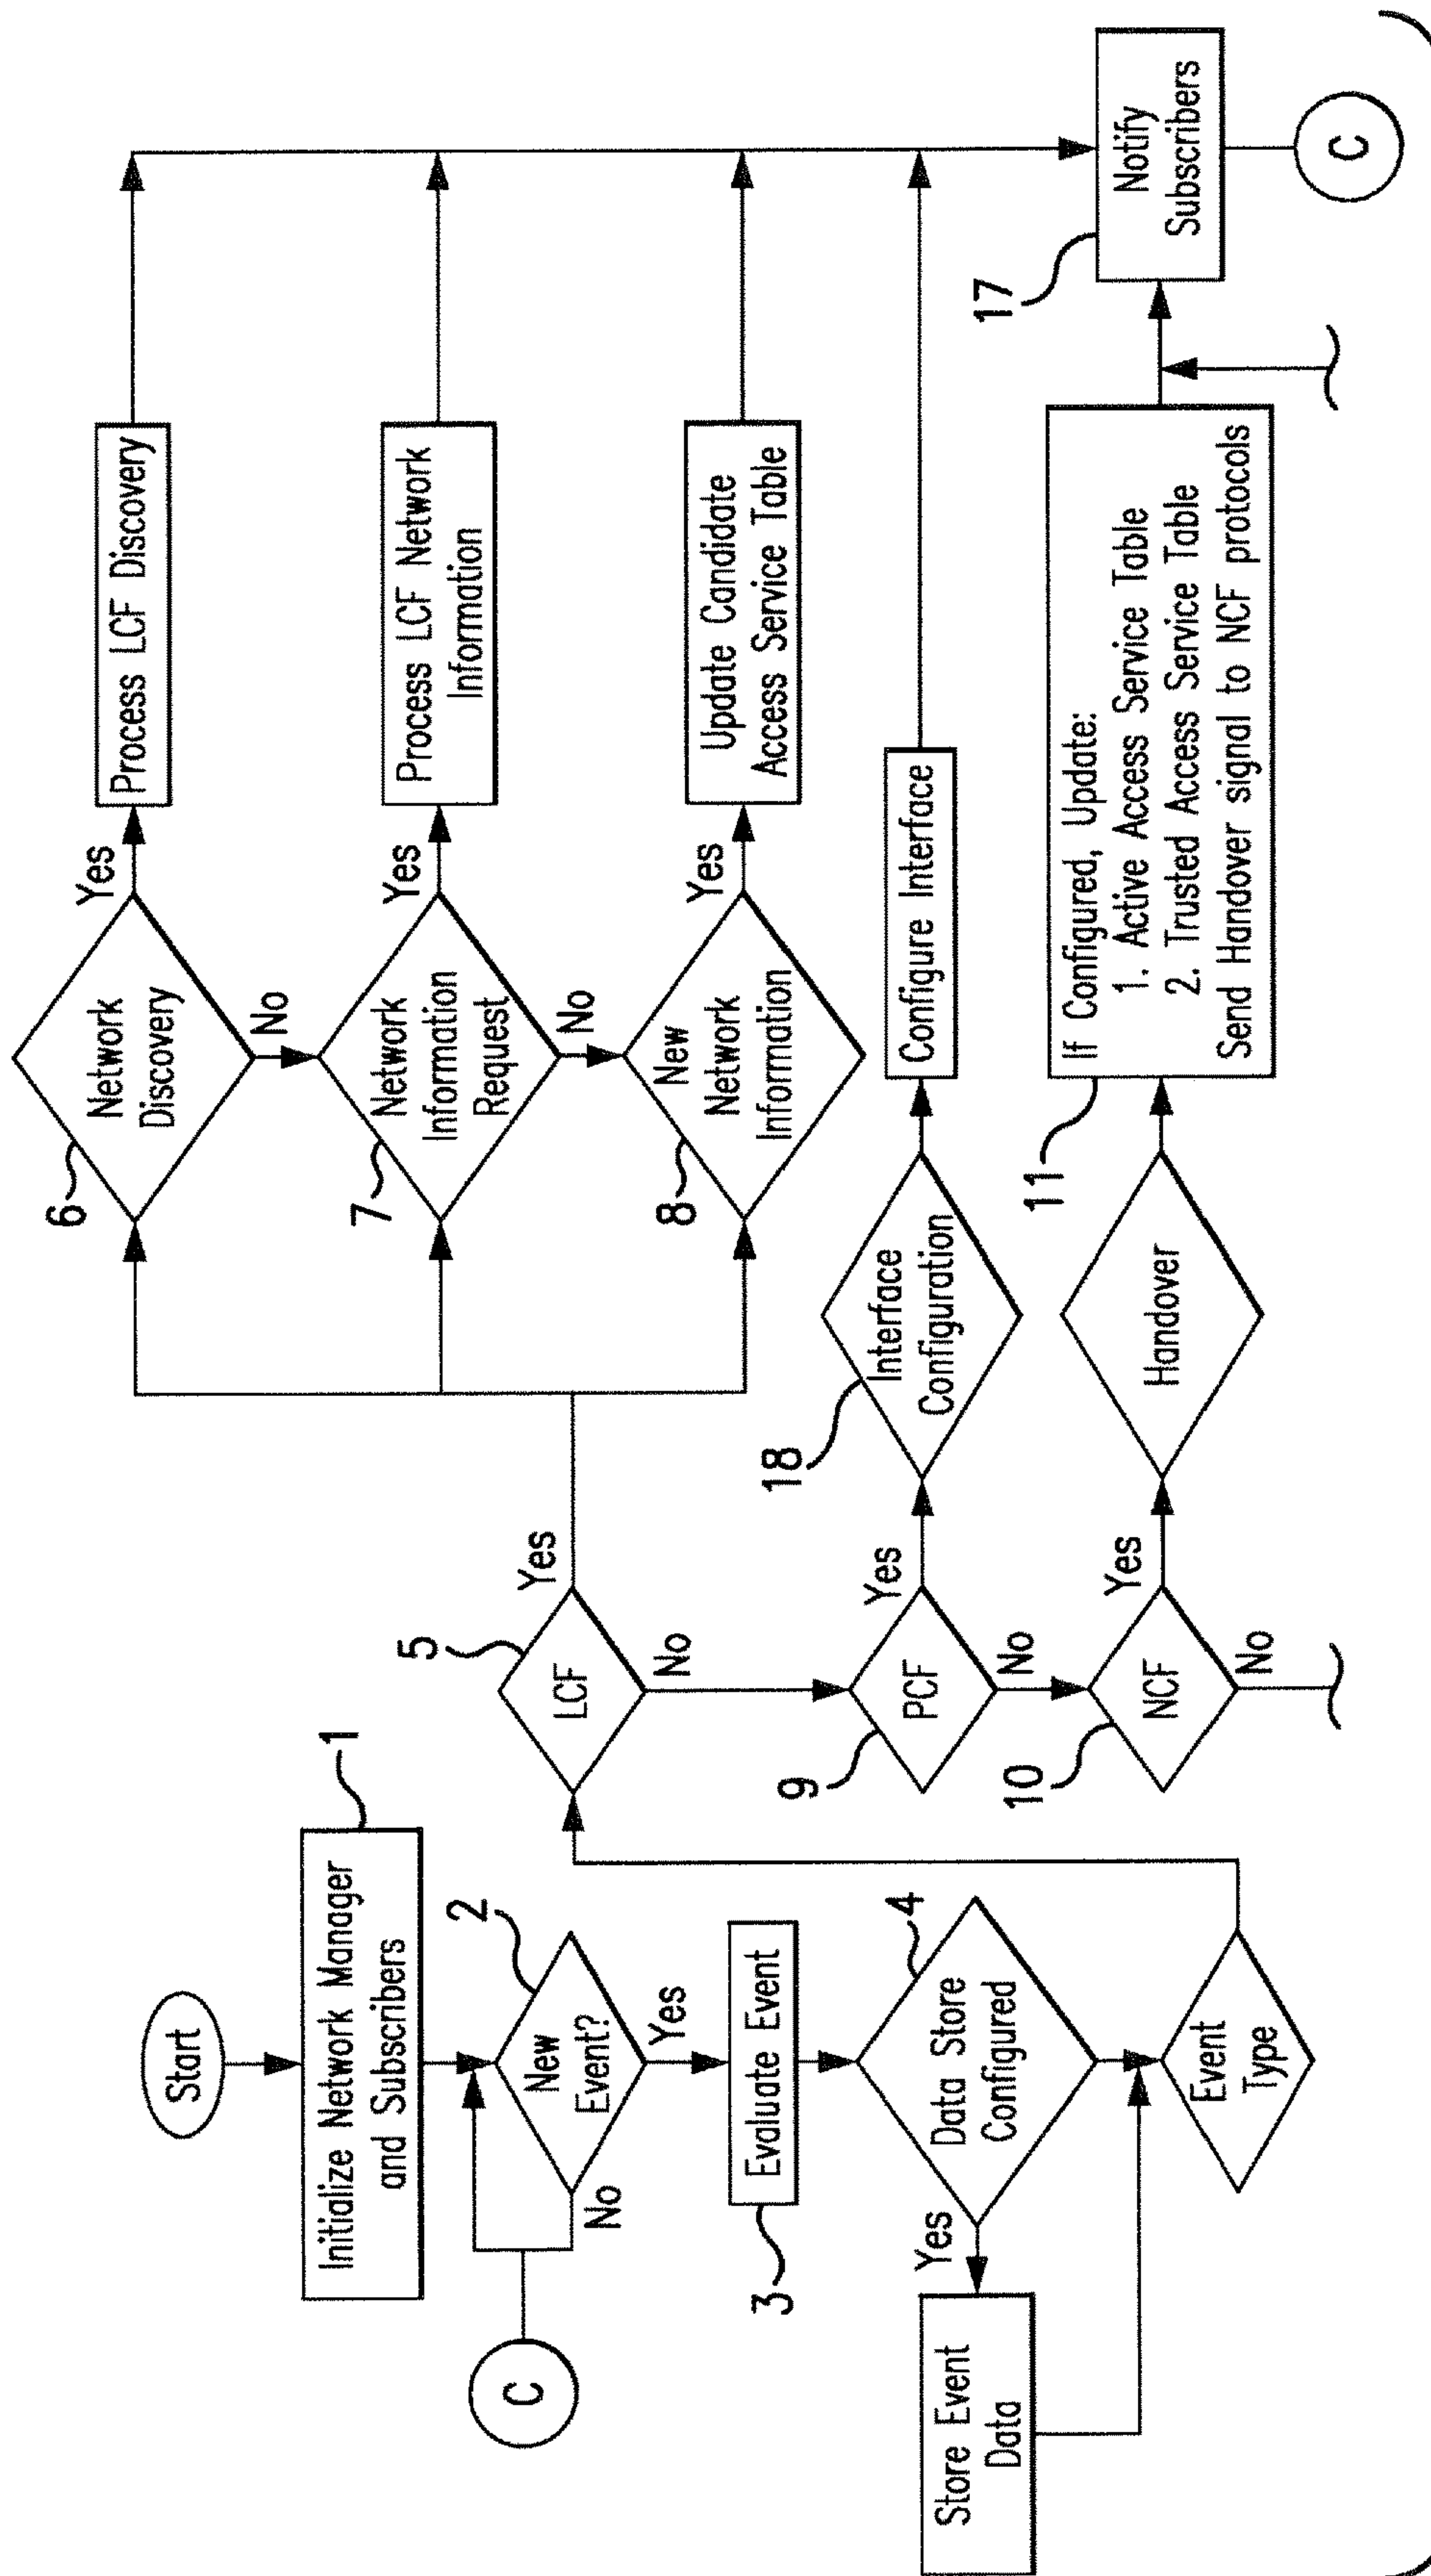 Start
1
Initialize Network Manager
and Subscribers
2
New
Event?
No
Yes
C
3
Evaluate Event
4
Data Store
Configured
Yes
Store Event
Data
Event
Type
5
LCF
Yes
No
9
PCF
Yes
No
10
NCF
Yes
No
6
Network
Discovery
Yes
No
Process LCF Discovery
7
Network
Information
Request
Yes
No
Process LCF Network
Information
8
New
Network
Information
Yes
Update Candidate
Access Service Table
18
Interface
Configuration
Configure Interface
Handover
11
If Configured, Update:
1. Active Access Service Table
2. Trusted Access Service Table
Send Handover signal to NCF protocols
17
Notify
Subscribers
C